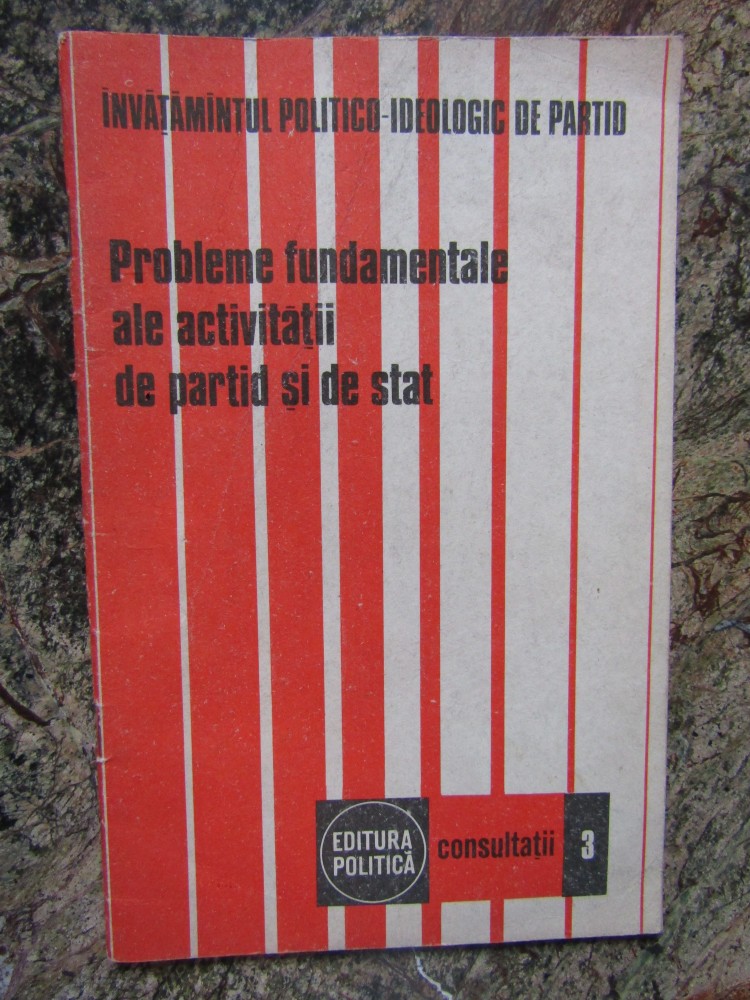 ÎNVĂȚĂMÎNTUL POLITICO-IDEOLOGIC DE PARTID
Probleme fundamentale
ale activității
de partid și de stat
EDITURA
POLITICĂ
consultații
3